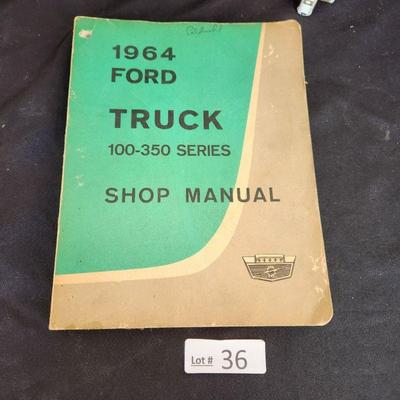 1964
FORD
TRUCK
100-350 SERIES
SHOP MANUAL
Lot # 36